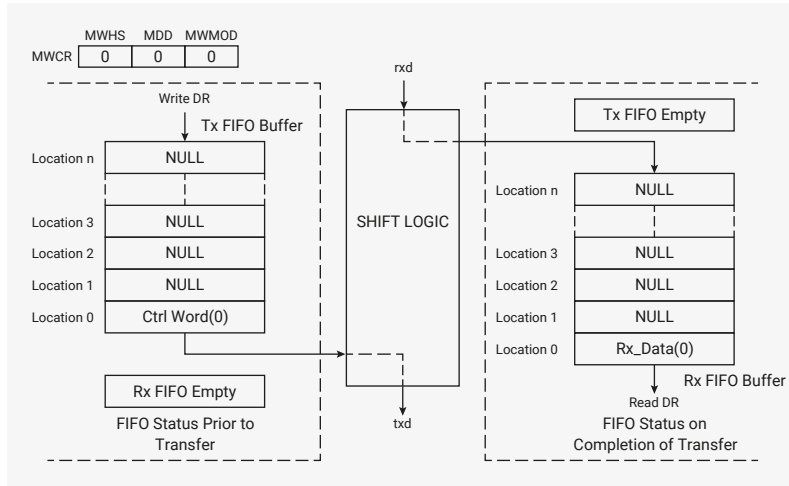 MWHS MDD MWMOD
MWCR 0 0 0
Write DR
Tx FIFO Buffer
Location n NULL
Location 3 NULL
Location 2 NULL
Location 1 NULL
Location 0 Ctrl Word(0)
Rx FIFO Empty
FIFO Status Prior to
Transfer
rxd
SHIFT LOGIC
txd
Tx FIFO Empty
Location n NULL
Location 3 NULL
Location 2 NULL
Location 1 NULL
Location 0 Rx_Data(0)
Rx FIFO Buffer
Read DR
FIFO Status on
Completion of Transfer